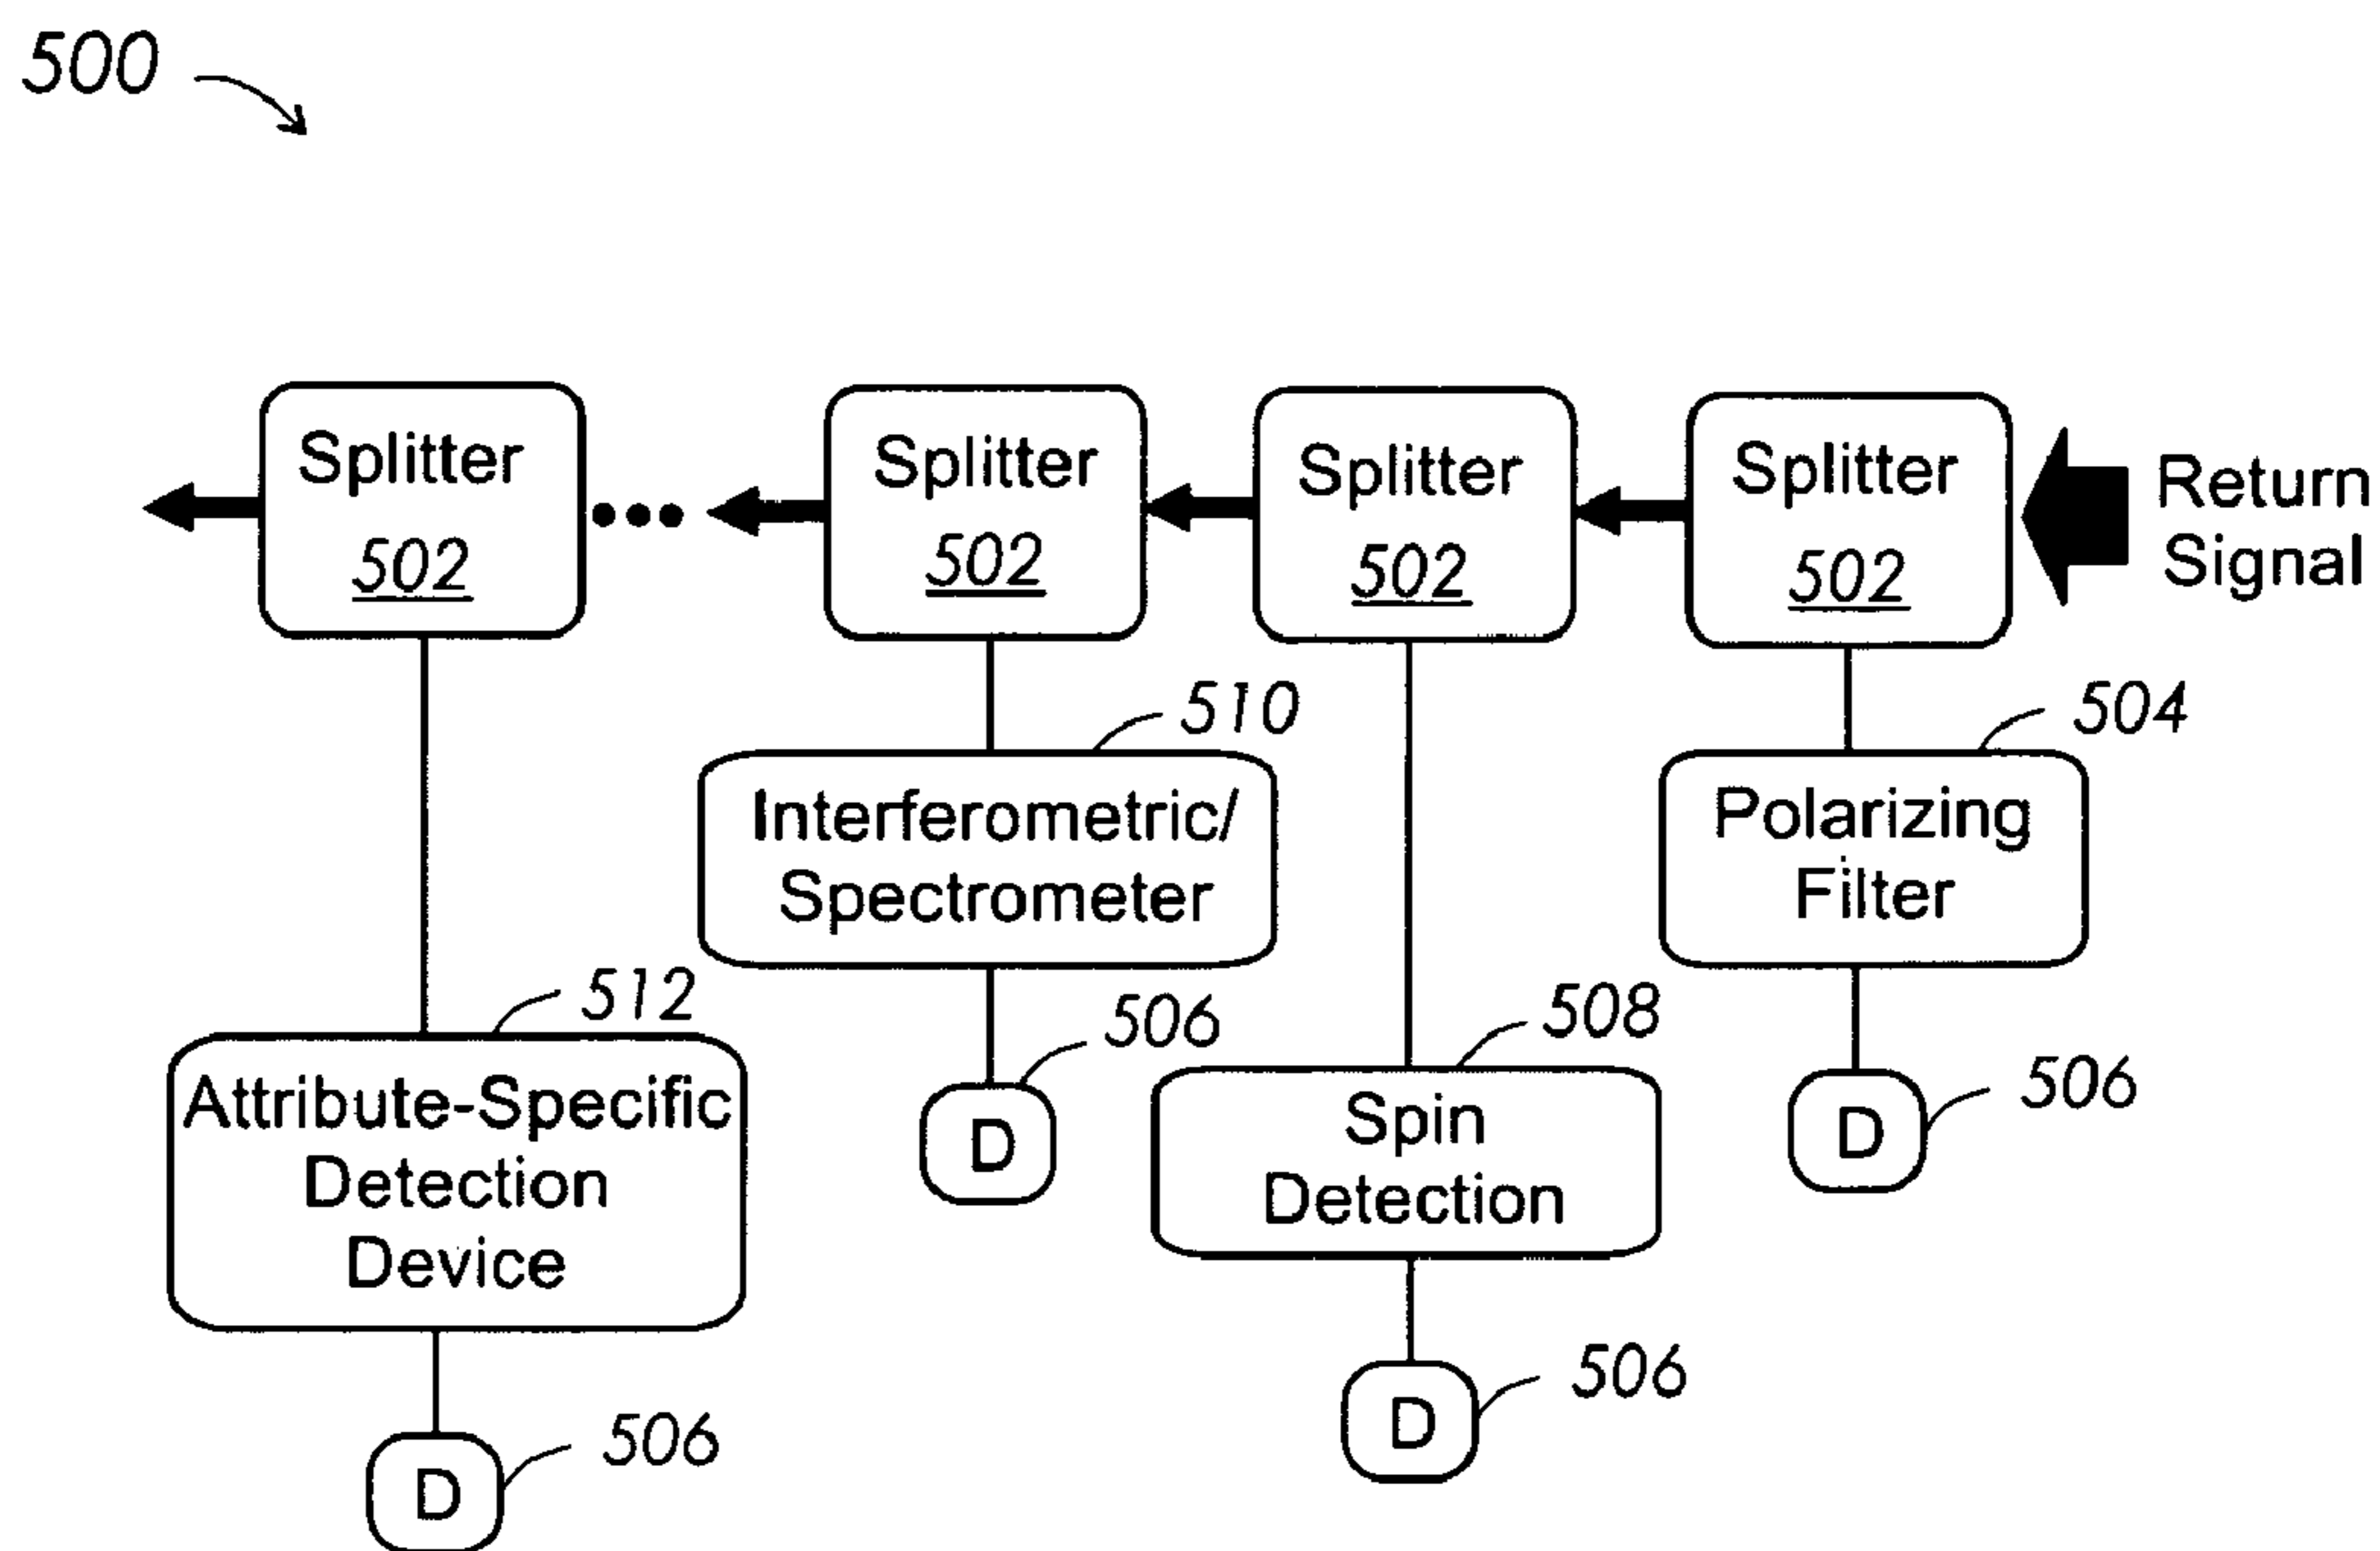 500
Splitter
502
Splitter
502
Splitter
502
Splitter
502
Return
Signal
510
Interferometric/
Spectrometer
504
Polarizing
Filter
512
Attribute-Specific
Detection
Device
506
D
508
Spin
Detection
506
D
506
D
506
D